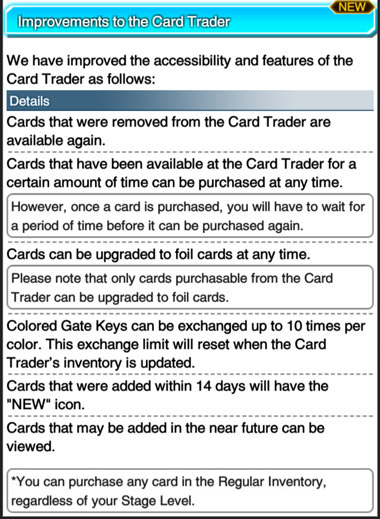 NEW
Improvements to the Card Trader
We have improved the accessibility and features of the
Card Trader as follows:
Details
Cards that were removed from the Card Trader are
available again.
Cards that have been available at the Card Trader for a
certain amount of time can be purchased at any time.
However, once a card is purchased, you will have to wait for
a period of time before it can be purchased again.
Cards can be upgraded to foil cards at any time.
Please note that only cards purchasable from the Card
Trader can be upgraded to foil cards.
Colored Gate Keys can be exchanged up to 10 times per
color. This exchange limit will reset when the Card
Trader's inventory is updated.
Cards that were added within 14 days will have the
"NEW" icon.
Cards that may be added in the near future can be
viewed.
*You can purchase any card in the Regular Inventory,
regardless of your Stage Level.